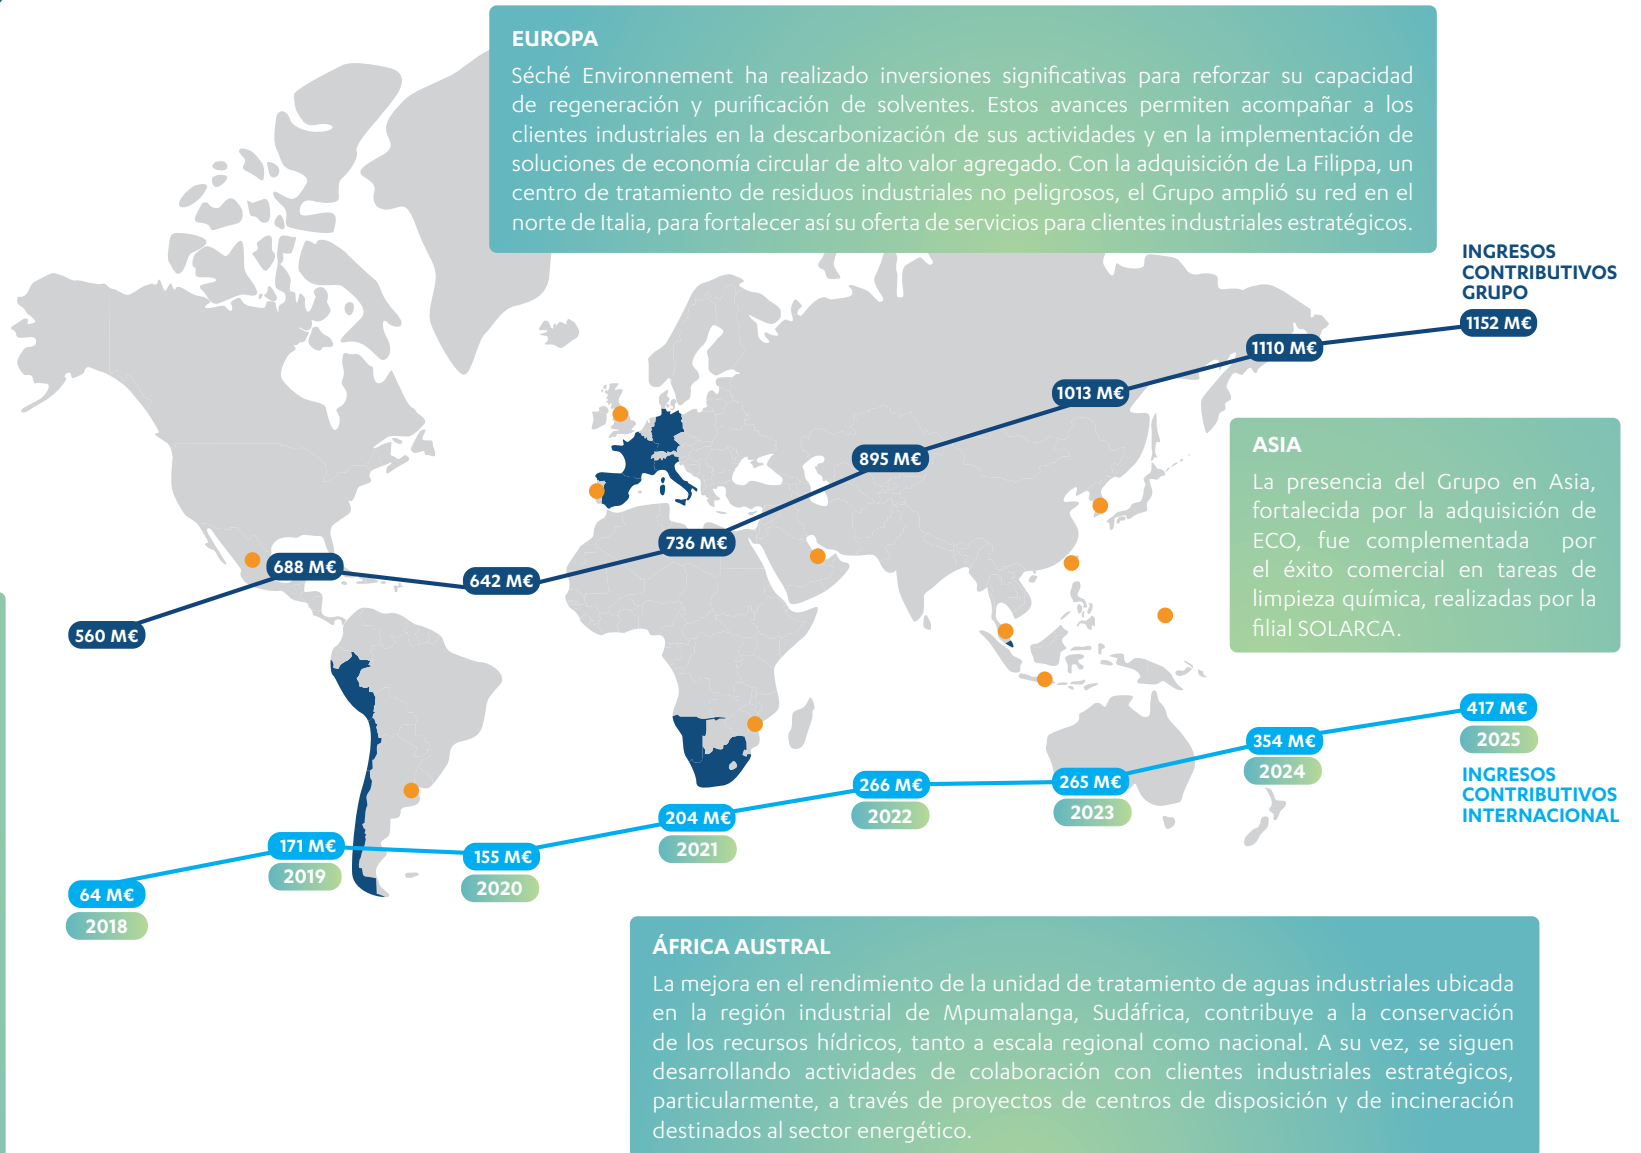 EUROPA
Séché Environnement ha realizado inversiones significativas para reforzar su capacidad
de regeneración y purificación de solventes. Estos avances permiten acompañar a los
clientes industriales en la descarbonización de sus actividades y en la implementación de
soluciones de economía circular de alto valor agregado. Con la adquisición de La Filippa, un
centro de tratamiento de residuos industriales no peligrosos, el Grupo amplió su red en el
norte de Italia, para fortalecer así su oferta de servicios para clientes industriales estratégicos.
INGRESOS
CONTRIBUTIVOS
GRUPO
1152 M€
1110 M€
1013 M€
895 M€
736 M€
642 M€
688 M€
560 M€
ASIA
La presencia del Grupo en Asia,
fortalecida por la adquisición de
ECO, fue complementada por
el éxito comercial en tareas de
limpieza química, realizadas por la
filial SOLARCA.
417 M€
2025
INGRESOS
CONTRIBUTIVOS
INTERNACIONAL
354 M€
2024
265 M€
2023
266 M€
2022
204 M€
2021
155 M€
2020
171 M€
2019
64 M€
2018
ÁFRICA AUSTRAL
La mejora en el rendimiento de la unidad de tratamiento de aguas industriales ubicada
en la región industrial de Mpumalanga, Sudáfrica, contribuye a la conservación
de los recursos hídricos, tanto a escala regional como nacional. A su vez, se siguen
desarrollando actividades de colaboración con clientes industriales estratégicos,
particularmente, a través de proyectos de centros de disposición y de incineración
destinados al sector energético.